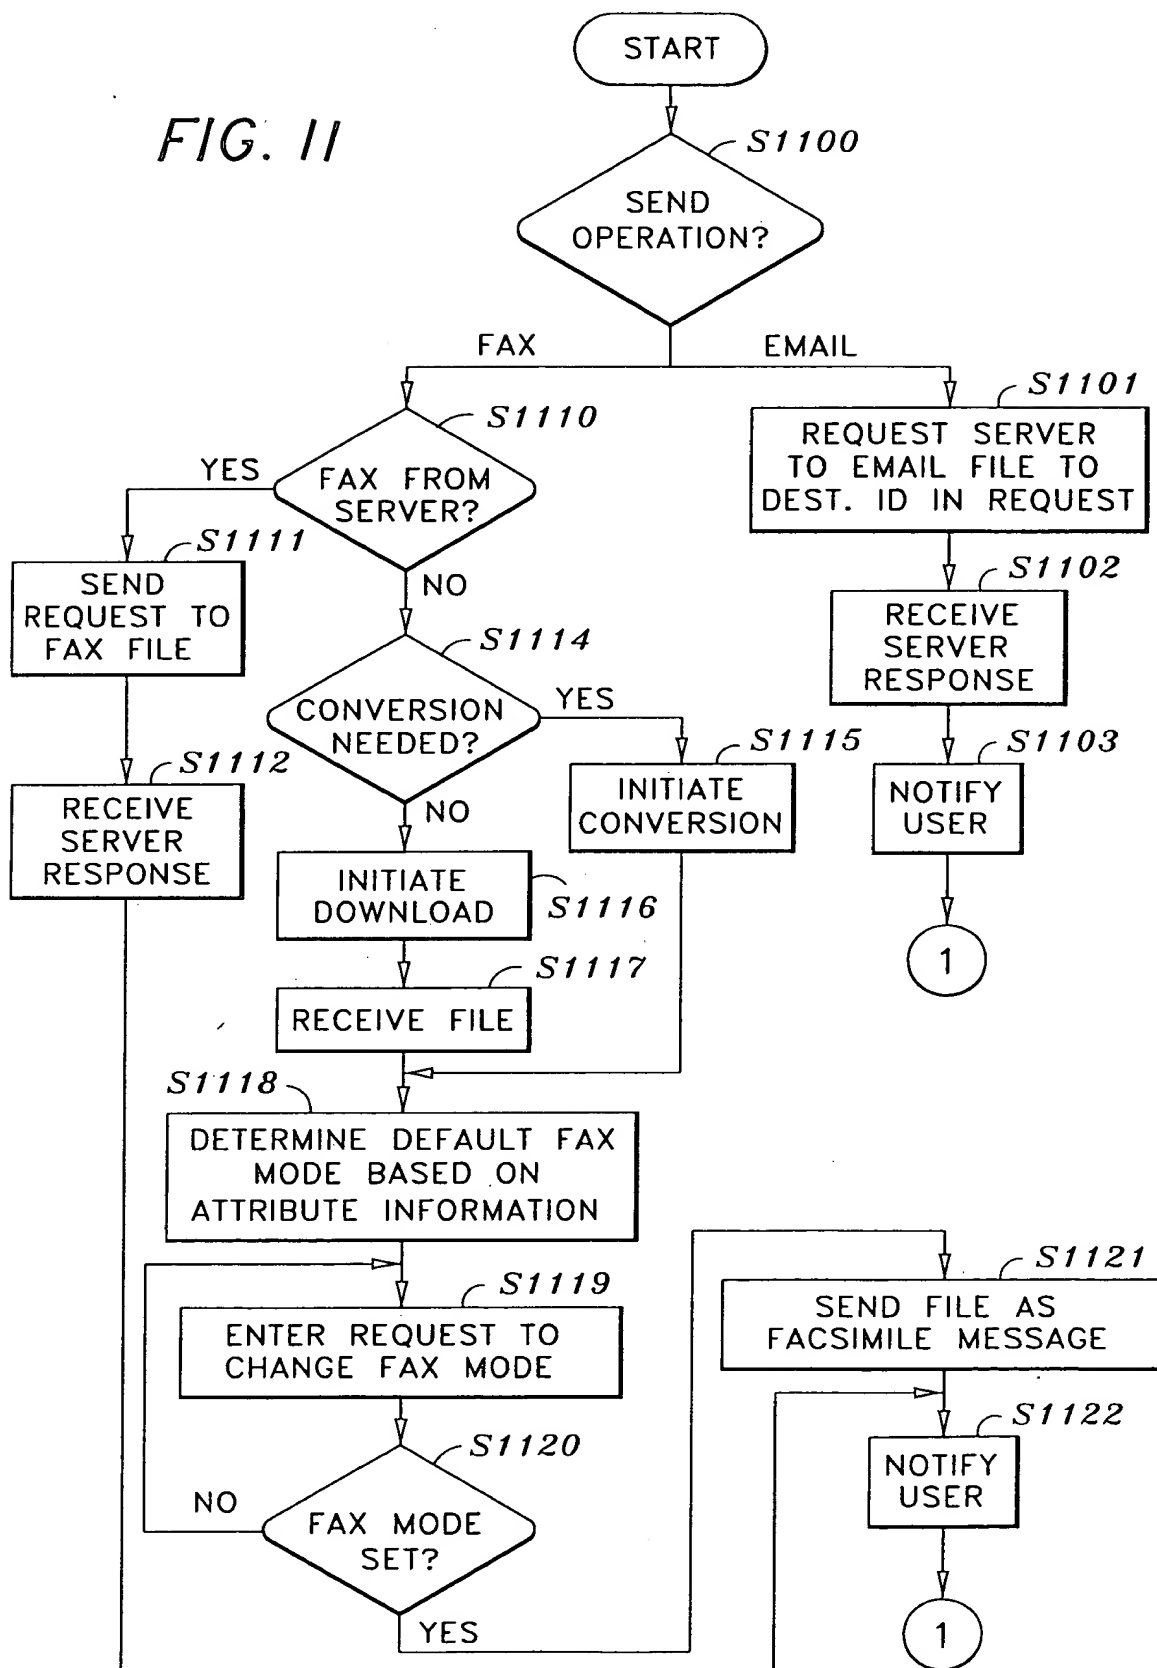 START
FIG. 11
S1100
SEND
OPERATION?
FAX
EMAIL
S1110
FAX FROM
SERVER?
YES
NO
S1101
REQUEST SERVER
TO EMAIL FILE TO
DEST. ID IN REQUEST
S1111
SEND
REQUEST TO
FAX FILE
S1102
RECEIVE
SERVER
RESPONSE
S1114
CONVERSION
NEEDED?
YES
NO
S1115
INITIATE
CONVERSION
S1103
NOTIFY
USER
1
S1112
RECEIVE
SERVER
RESPONSE
INITIATE
DOWNLOAD
S1116
S1117
RECEIVE FILE
S1118
DETERMINE DEFAULT FAX
MODE BASED ON
ATTRIBUTE INFORMATION
S1119
ENTER REQUEST TO
CHANGE FAX MODE
S1120
FAX MODE
SET?
NO
YES
S1121
SEND FILE AS
FACSIMILE MESSAGE
S1122
NOTIFY
USER
1